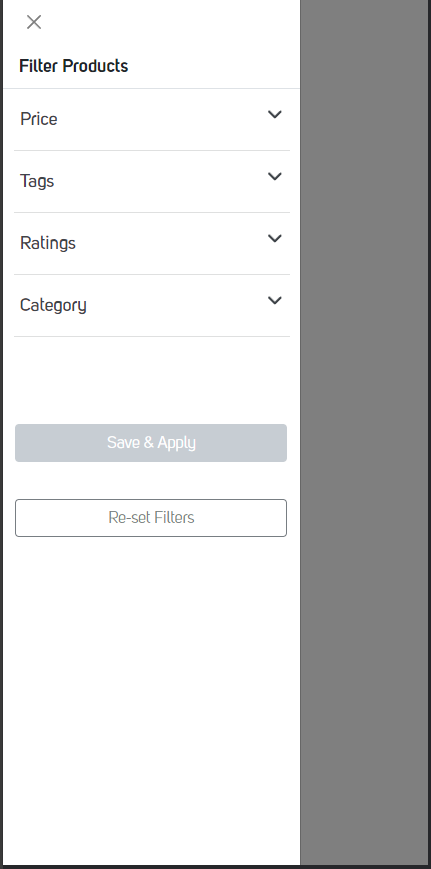 Filter Products
Price
Tags
Ratings
Category
Save & Apply
Re-set Filters